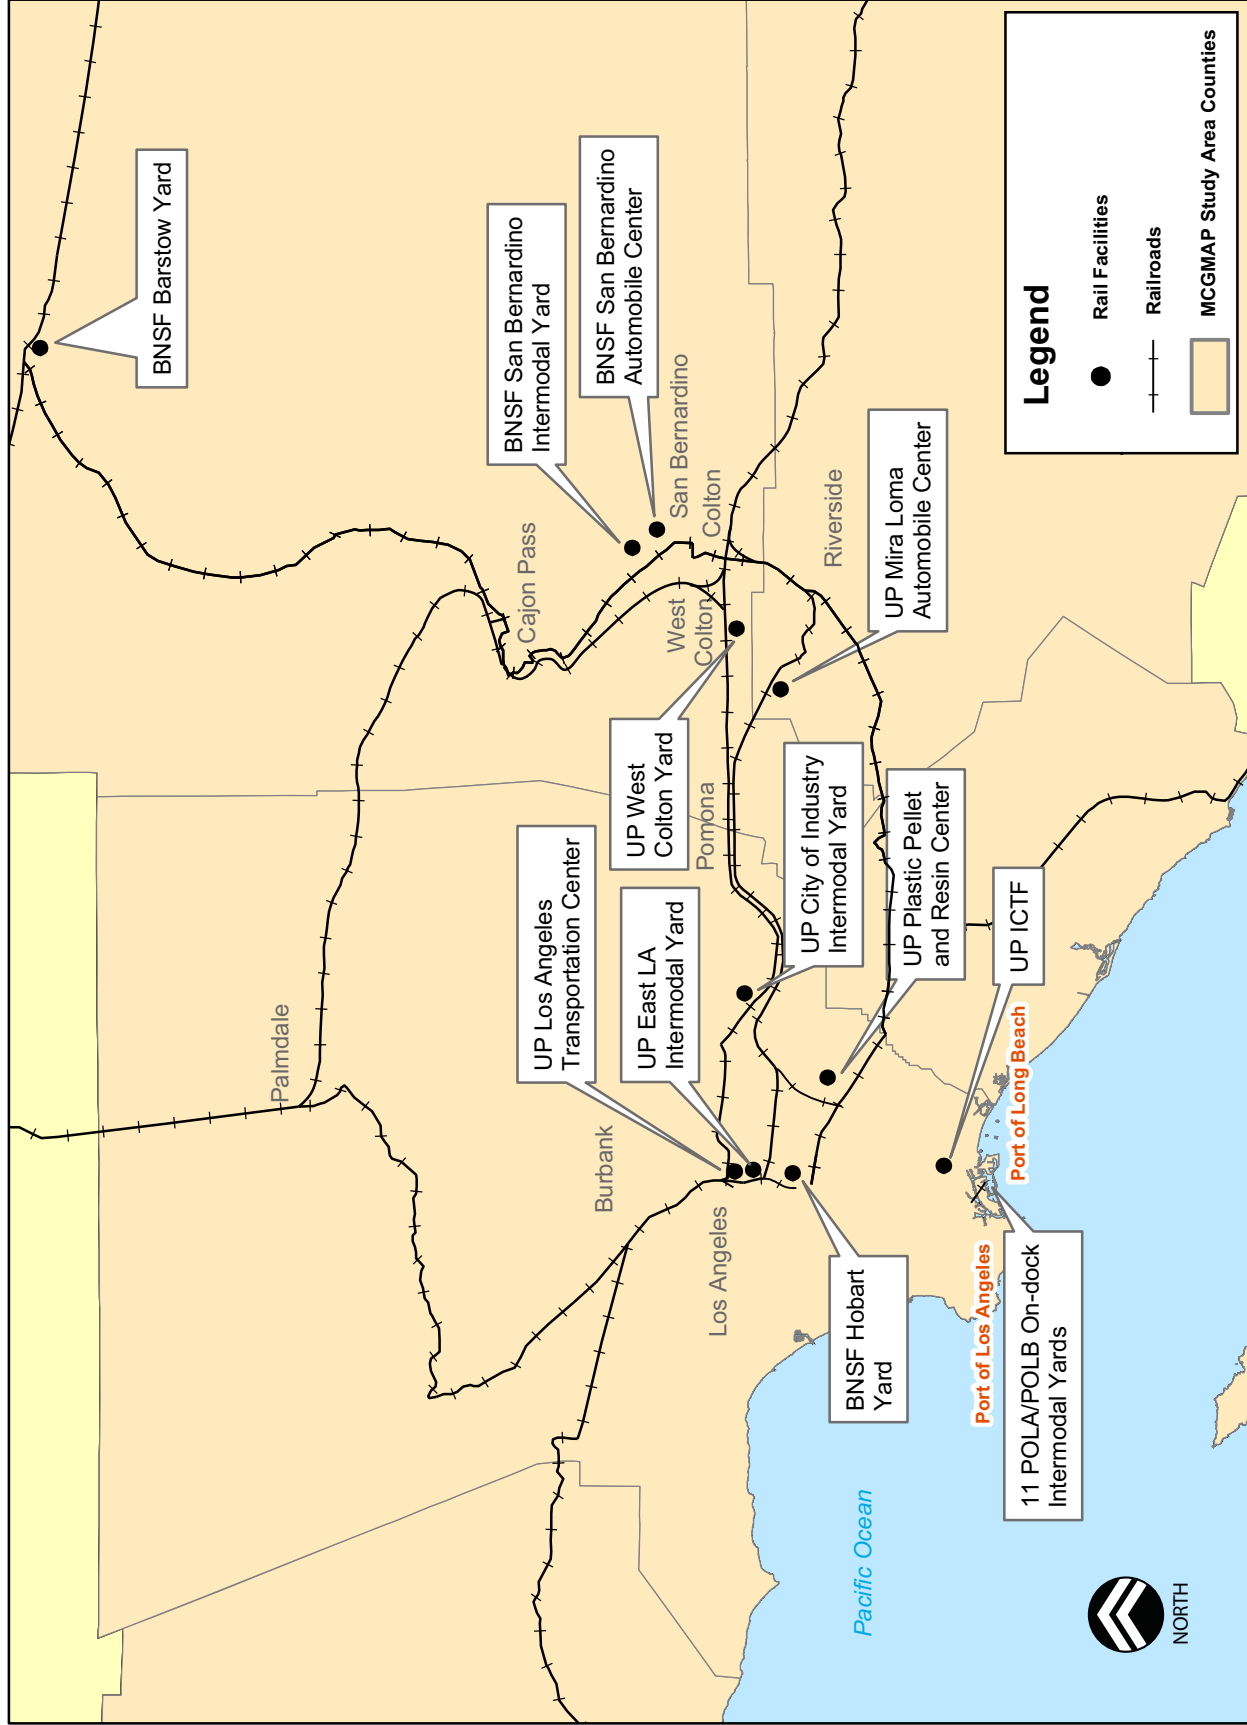 BNSF Barstow Yard
BNSF San Bernardino
Intermodal Yard
BNSF San Bernardino
Automobile Center
San Bernardino
Cajon Pass
Colton
West
Colton
Riverside
UP Mira Loma
Automobile Center
UP West
Colton Yard
Pomona
UP City of Industry
Intermodal Yard
UP Plastic Pellet
and Resin Center
UP Los Angeles
Transportation Center
UP East LA
Intermodal Yard
UP ICTF
Palmdale
Burbank
Los Angeles
Port of Long Beach
Port of Los Angeles
BNSF Hobart
Yard
11 POLA/POLB On-dock
Intermodal Yards
Pacific Ocean
NORTH
Legend
Rail Facilities
Railroads
MCGMAP Study Area Counties